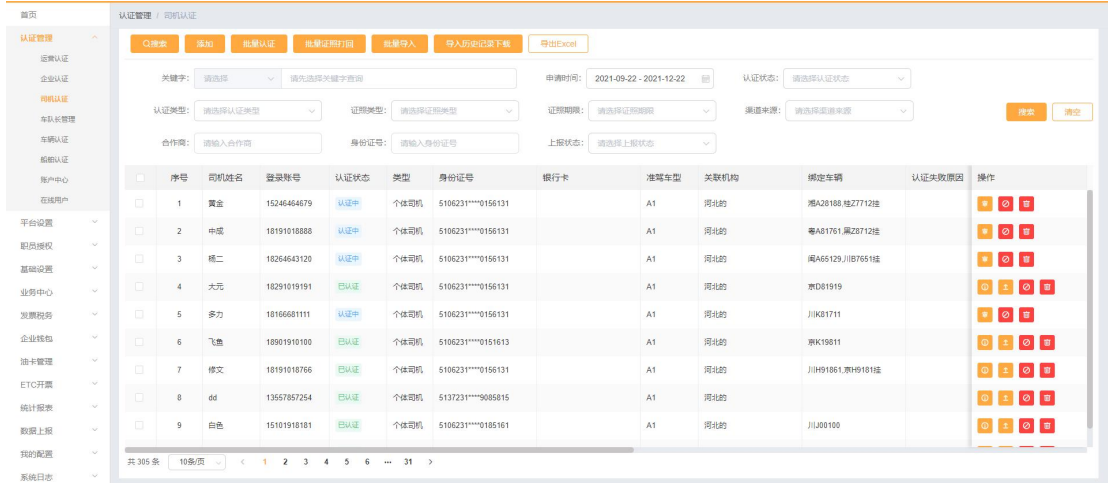 首页
认证管理 / 司机认证
认证管理
运营认证
企业认证
司机认证
车队长管理
车辆认证
船舶认证
账户中心
在线用户
平台设置
职员授权
基础设置
业务中心
发票税务
企业钱包
油卡管理
ETC开票
统计报表
数据上报
我的配置
系统日志
Q搜索 添加 批量认证 批量证照打回 批量导入 导入历史记录下载 导出Excel
关键字: 请选择 请先选择关键字查询 申请时间: 2021-09-22 - 2021-12-22 认证状态: 请选择认证状态
认证类型: 请选择认证类型 证照类型: 请选择证照类型 证照期限: 请选择证照期限 渠道来源: 请选择渠道来源 搜索 清空
合作商: 请输入合作商 身份证号: 请输入身份证号 上报状态: 请选择上报状态
序号 司机姓名 登录账号 认证状态 类型 身份证号 银行卡 准驾车型 关联机构 绑定车辆 认证失败原因 操作
1 黄金 15246464679 认证中 个体司机 5106231****0156131 A1 河北的 湘A28188,桂Z7712挂
2 中成 18191018888 认证中 个体司机 5106231****0156131 A1 河北的 粤A81761,黑Z8712挂
3 杨二 18264643120 认证中 个体司机 5106231****0156131 A1 河北的 闽A65129,川B7651挂
4 大元 18291019191 已认证 个体司机 5106231****0156131 A1 河北的 京D81919
5 多力 18166681111 认证中 个体司机 5106231****0156131 A1 河北的 川K81711
6 飞鱼 18901910100 已认证 个体司机 5106231****0151613 A1 河北的 京K19811
7 修文 18191018766 已认证 个体司机 5106231****0156131 A1 河北的 川H91861,京H9181挂
8 dd 13557857254 已认证 个体司机 5137231****9085815 A1 河北的
9 白色 15101918181 已认证 个体司机 5106231****0185161 A1 河北的 川J00100
共 305 条 10条/页 < 1 2 3 4 5 6 ··· 31 >